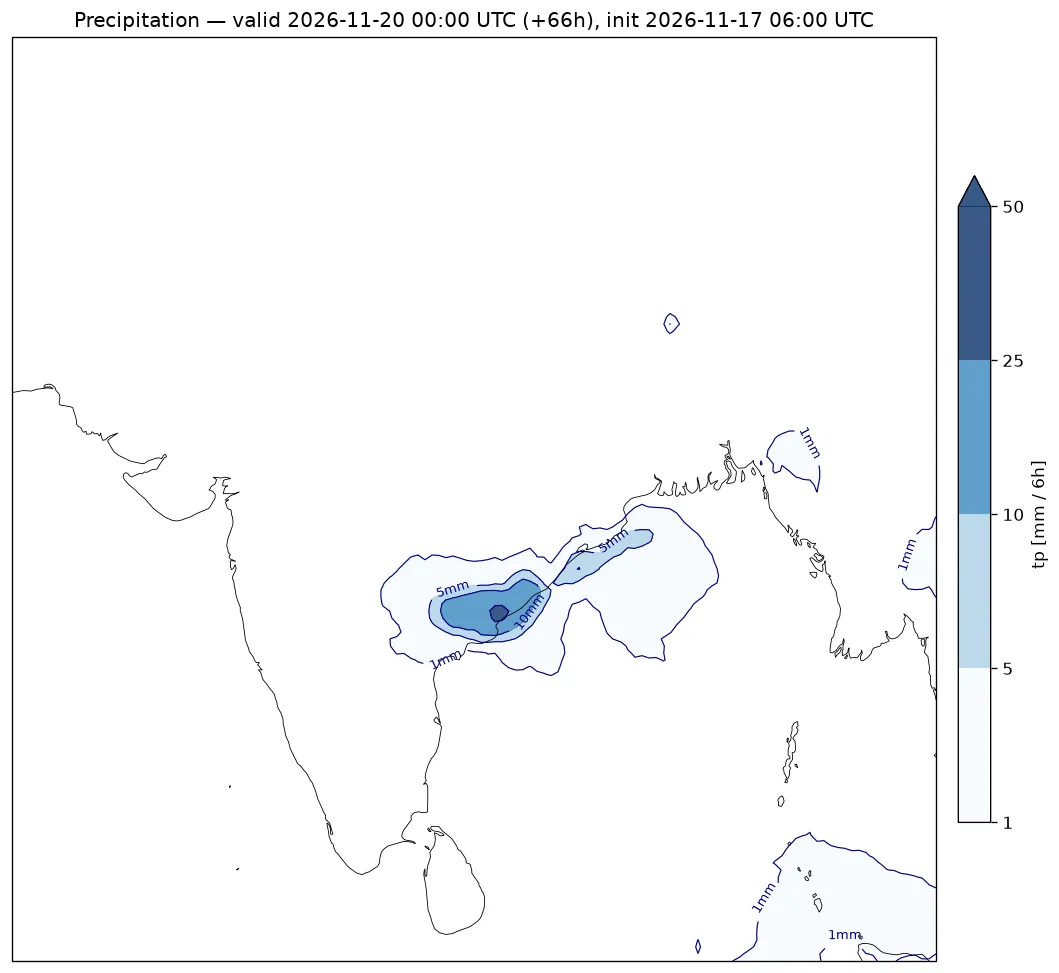 Precipitation — valid 2026-11-20 00:00 UTC (+66h), init 2026-11-17 06:00 UTC
50
25
10
5
1
tp [mm / 6h]
1mm
1mm
5mm
5mm
10mm
1mm
1mm
1mm